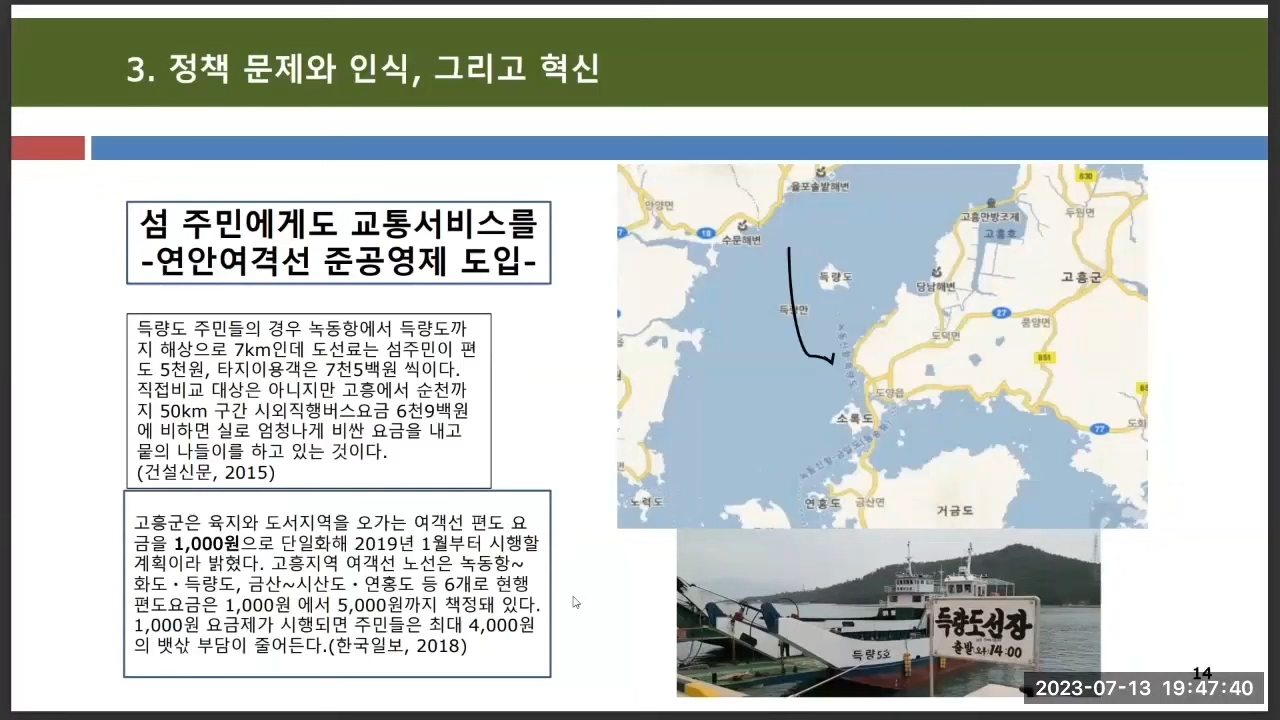 3. 정책 문제와 인식, 그리고 혁신
섬 주민에게도 교통서비스를
-연안여객선 준공영제 도입-
득량도 주민들의 경우 녹동항에서 득량도까
지 해상으로 7km인데 도선료는 섬주민이 편
도 5천원, 타지이용객은 7천5백원 씩이다.
직접비교 대상은 아니지만 고흥에서 순천까
지 50km 구간 시외직행버스요금 6천9백원
에 비하면 실로 엄청나게 비싼 요금을 내고
뭍의 나들이를 하고 있는 것이다.
(건설신문, 2015)
고흥군은 육지와 도서지역을 오가는 여객선 편도 요
금을 1,000원으로 단일화해 2019년 1월부터 시행할
계획이라 밝혔다. 고흥지역 여객선 노선은 녹동항~
화도·득량도, 금산~시산도·연홍도 등 6개로 현행
편도요금은 1,000원 에서 5,000원까지 책정돼 있다.
1,000원 요금제가 시행되면 주민들은 최대 4,000원
의 뱃삯 부담이 줄어든다.(한국일보, 2018)
율포솔밭해변
830
안양면
18
수문해변
고흥만방조제
두원면
고흥호
득량도
당남해변
고흥군
득량만
27
풍양면
도덕면
851
도양읍
소록도
77
노력도
연홍도
금산면
거금도
득량5호
득량도선장
출발 오후 14:00
14
2023-07-13 19:47:40